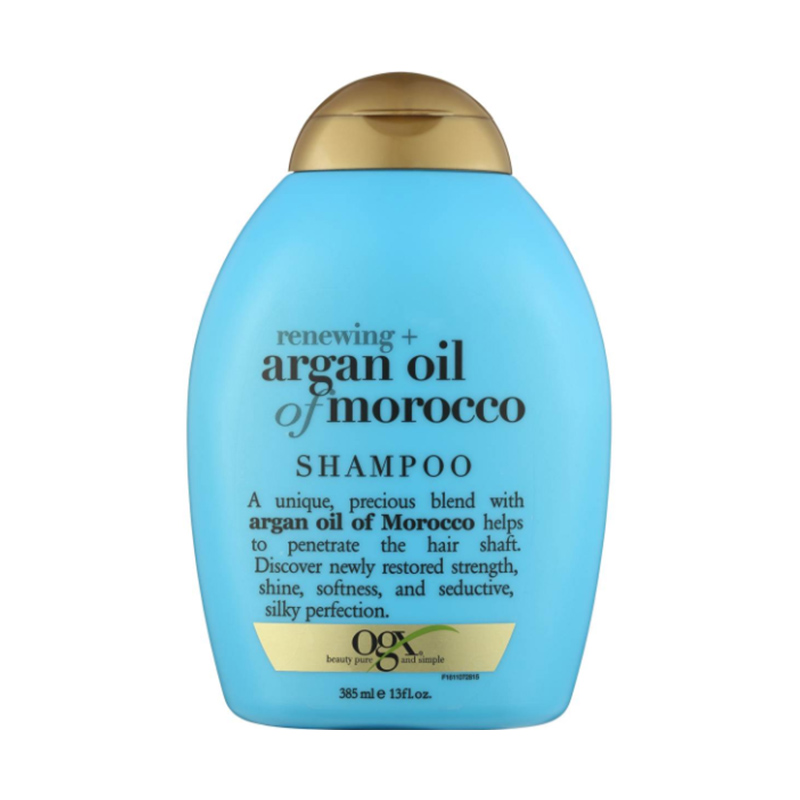 renewing +
argan oil
of morocco
SHAMPOO
A unique, precious blend with
argan oil of Morocco helps
to penetrate the hair shaft.
Discover newly restored strength,
shine, softness, and seductive,
silky perfection.
ogx®
beauty pure and simple
385 ml ℮ 13fl.oz.